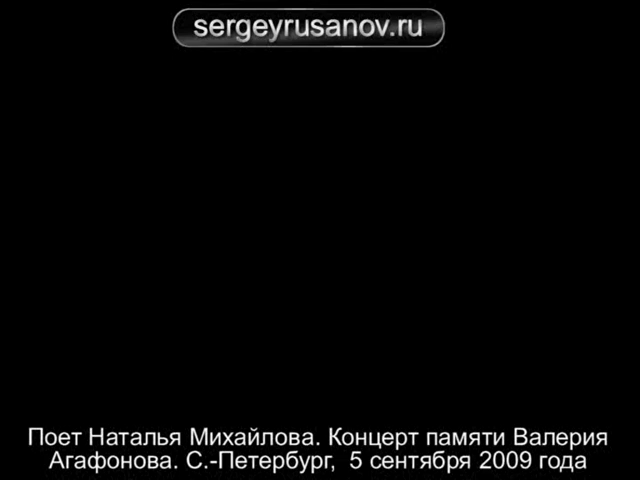 sergeyrusanov.ru
Поет Наталья Михайлова. Концерт памяти Валерия
Агафонова. С.-Петербург,  5 сентября 2009 года